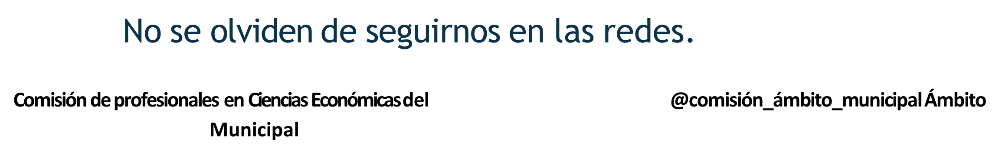 No se olviden de seguirnos en las redes.
Comisión de profesionales en Ciencias Económicas del @comisión_ámbito_municipal Ámbito
Municipal